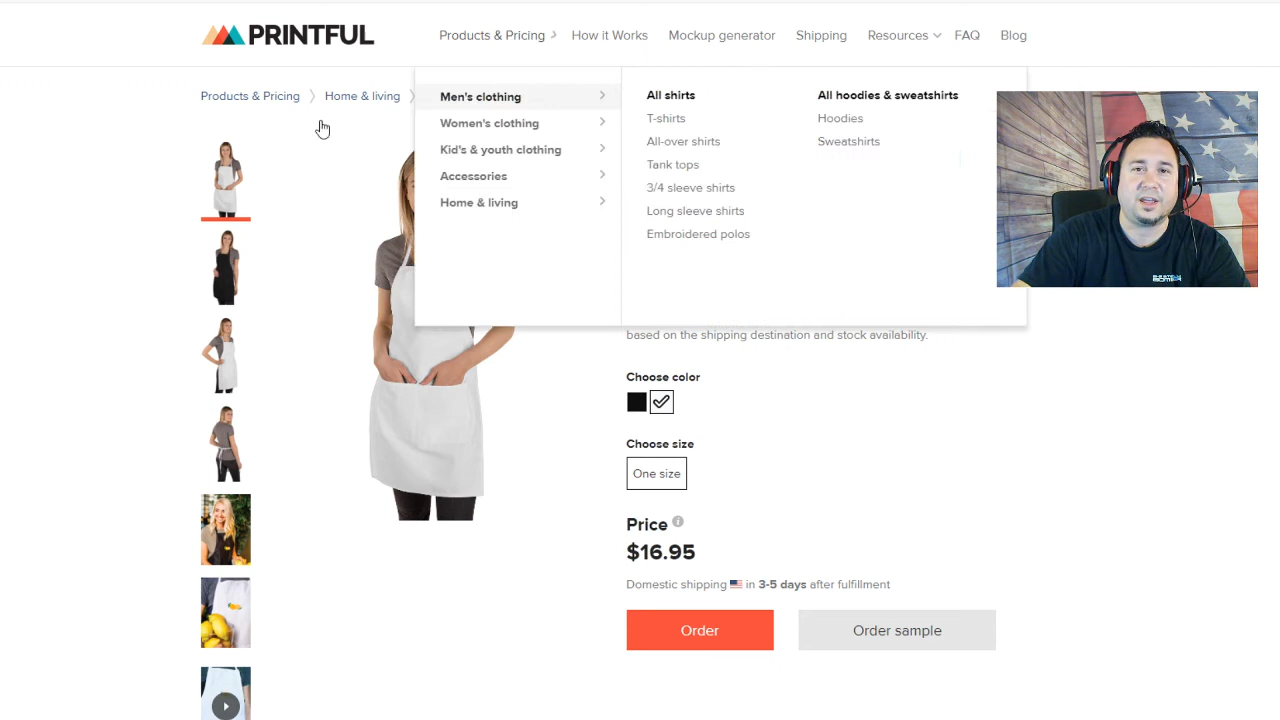 PRINTFUL
Products & Pricing
How it Works
Mockup generator
Shipping
Resources
FAQ
Blog
Products & Pricing
Home & living
Men's clothing
Women's clothing
Kid's & youth clothing
Accessories
Home & living
All shirts
T-shirts
All-over shirts
Tank tops
3/4 sleeve shirts
Long sleeve shirts
Embroidered polos
All hoodies & sweatshirts
Hoodies
Sweatshirts
based on the shipping destination and stock availability.
Choose color
Choose size
One size
Price
$16.95
Domestic shipping in 3-5 days after fulfillment
Order
Order sample